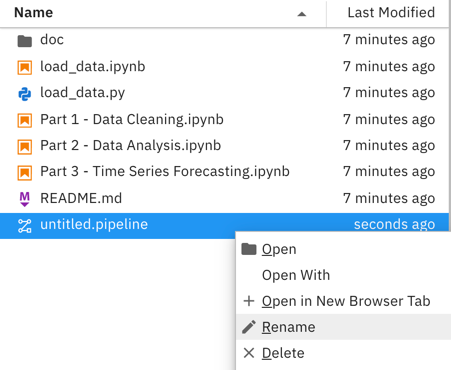 Name Last Modified
doc 7 minutes ago
load_data.ipynb 7 minutes ago
load_data.py 7 minutes ago
Part 1 - Data Cleaning.ipynb 7 minutes ago
Part 2 - Data Analysis.ipynb 7 minutes ago
Part 3 - Time Series Forecasting.ipynb 7 minutes ago
M README.md 7 minutes ago
untitled.pipeline seconds ago
Open
Open With
Open in New Browser Tab
Rename
Delete